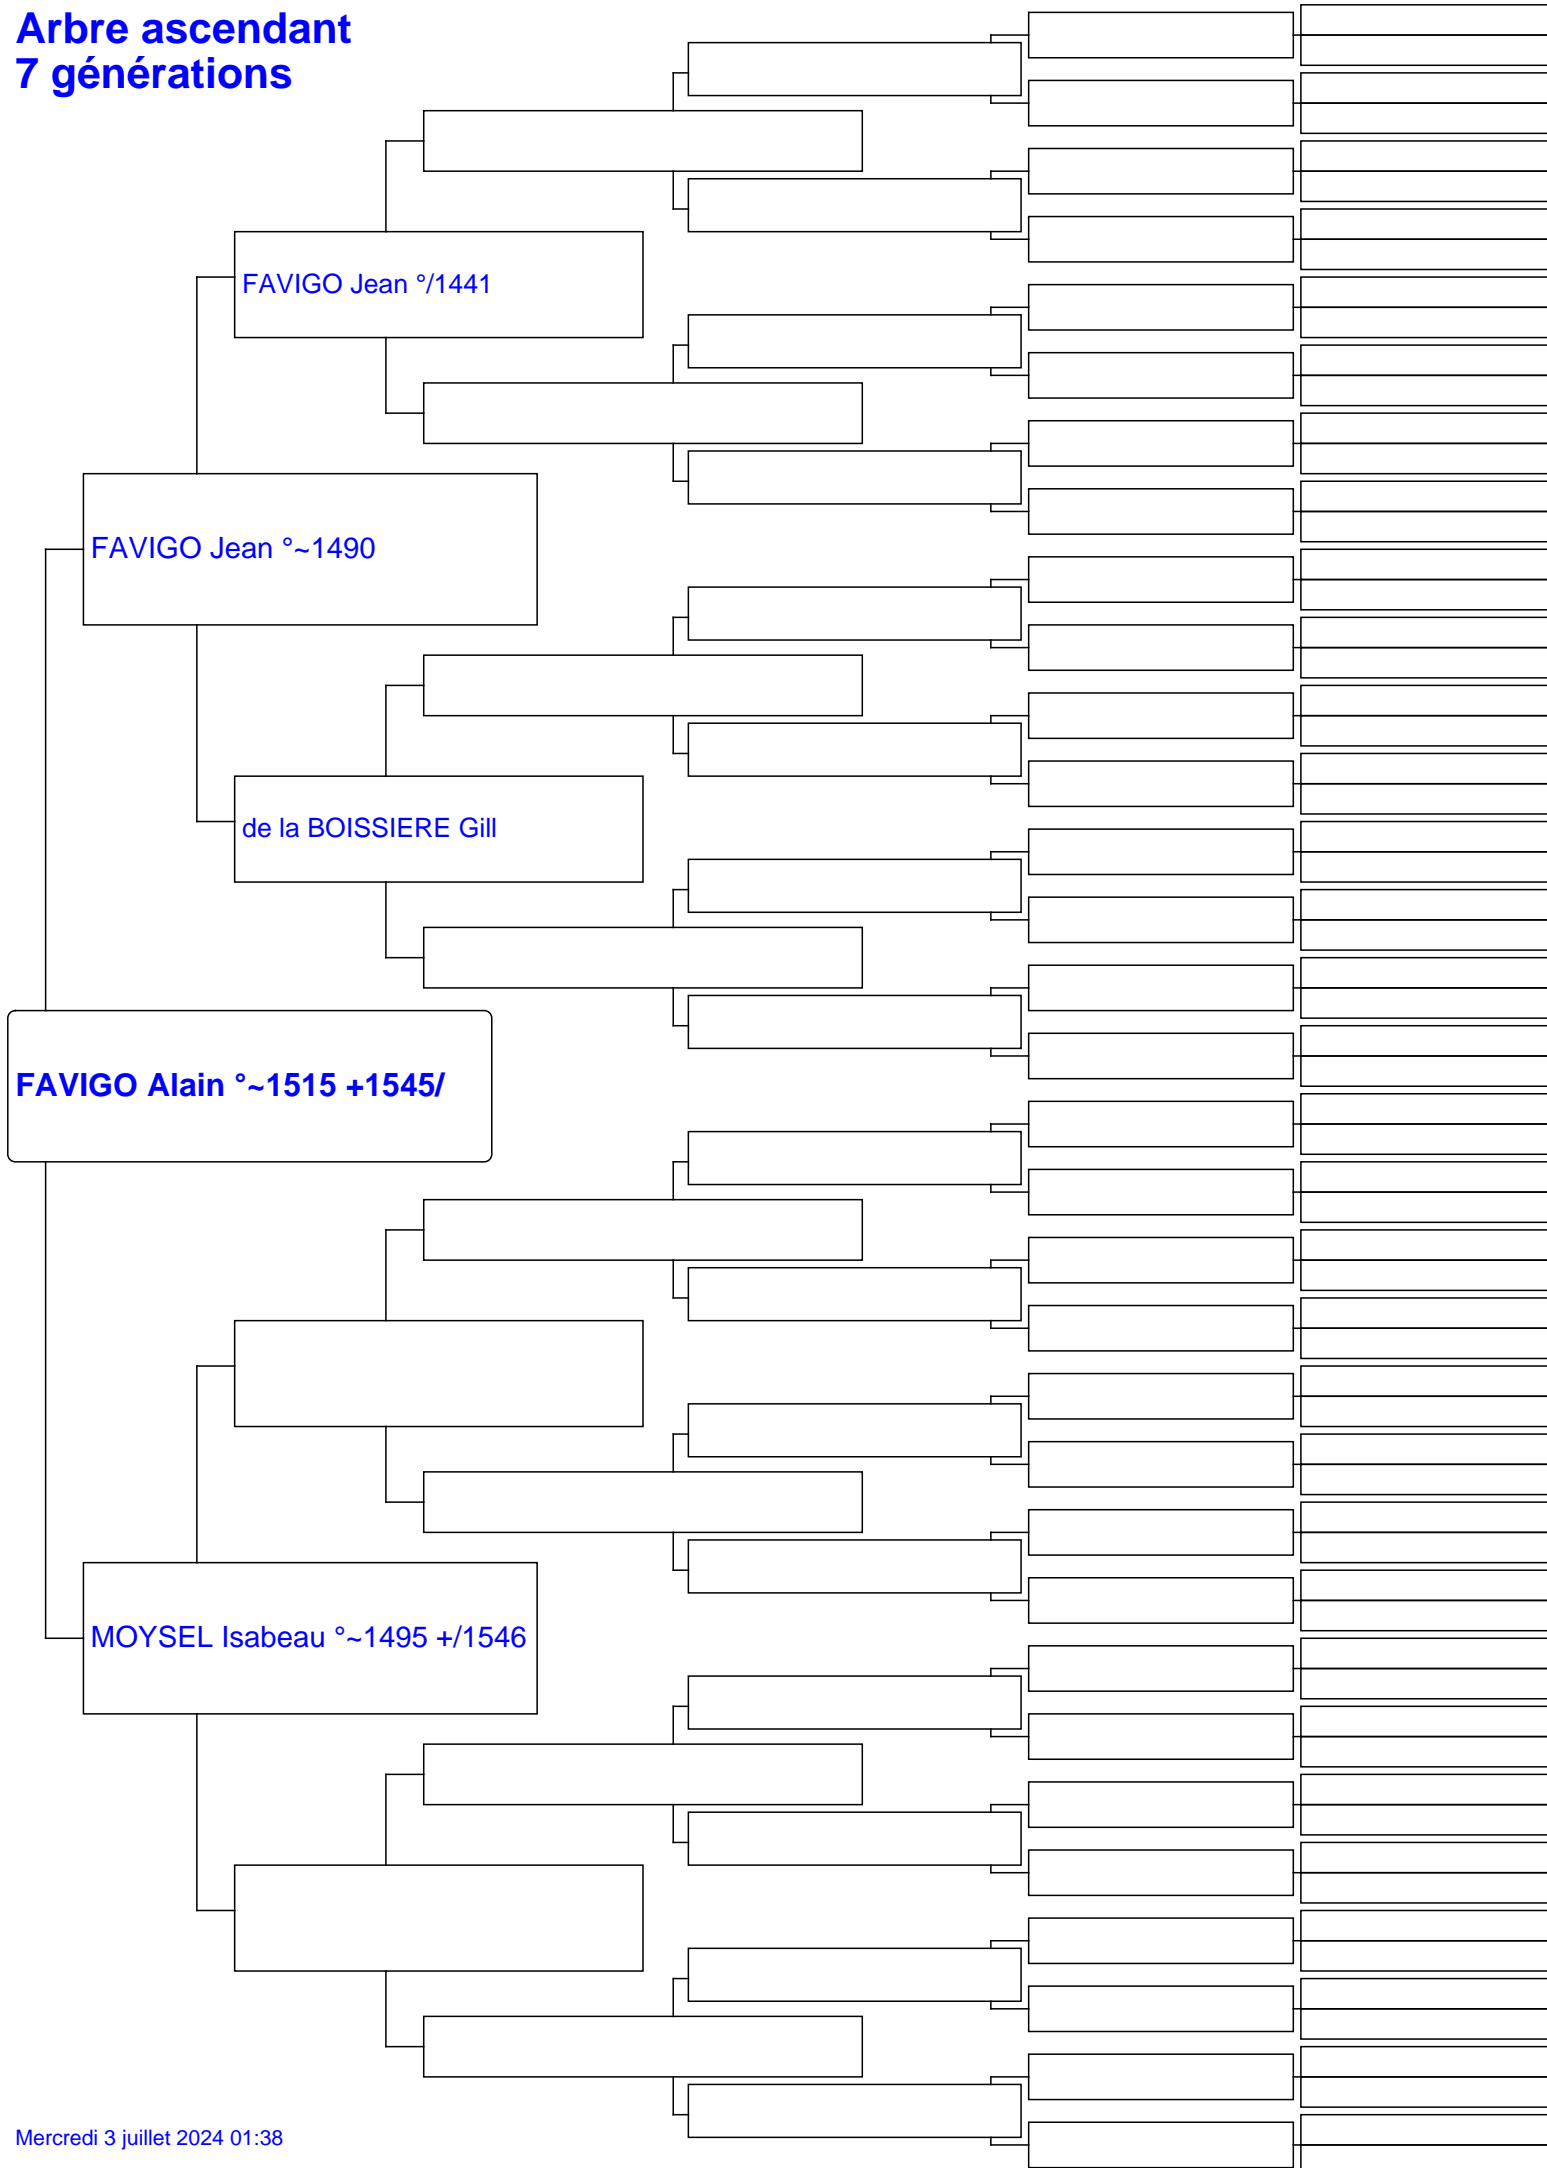 Arbre ascendant
7 générations
FAVIGO Jean °/1441
FAVIGO Jean °~1490
de la BOISSIERE Gill
FAVIGO Alain °~1515 +1545/
MOYSEL Isabeau °~1495 +/1546
Mercredi 3 juillet 2024 01:38